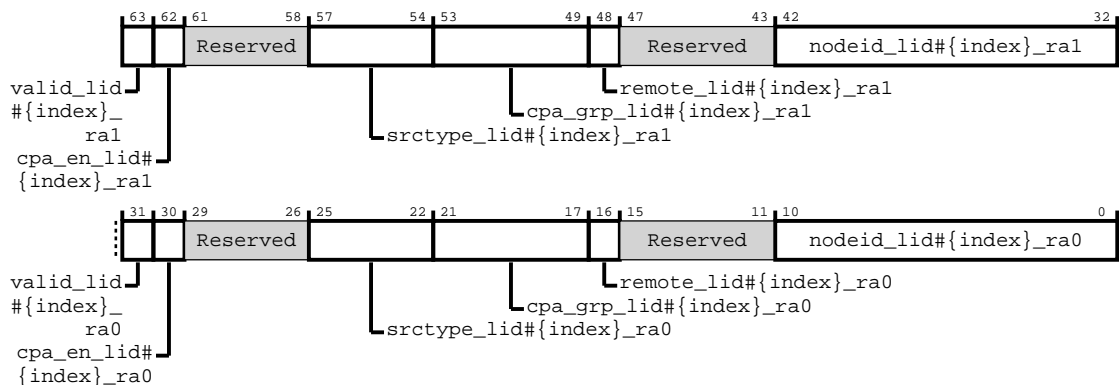 63 62 61 58 57 54 53 49 48 47 43 42 32
Reserved Reserved nodeid_lid#{index}_ra1
valid_lid
#{index}_
ra1
remote_lid#{index}_ra1
cpa_grp_lid#{index}_ra1
srctype_lid#{index}_ra1
cpa_en_lid#
{index}_ra1
31 30 29 26 25 22 21 17 16 15 11 10 0
Reserved Reserved nodeid_lid#{index}_ra0
valid_lid
#{index}_
ra0
remote_lid#{index}_ra0
cpa_grp_lid#{index}_ra0
srctype_lid#{index}_ra0
cpa_en_lid#
{index}_ra0